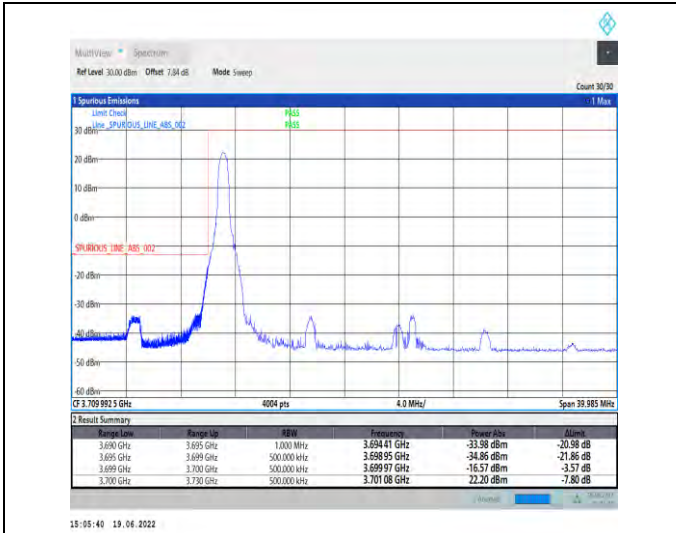 MultiView Spectrum
Ref Level 30.00 dBm Offset 7.84 dB Mode Sweep
Count 30/30
1 Spurious Emissions 1 Max
Limit Check PASS
Line _SPURIOUS_LINE_ABS_002 PASS
30 dBm
20 dBm
10 dBm
0 dBm
_SPURIOUS_LINE_ABS_002
-20 dBm
-30 dBm
-40 dBm
-50 dBm
-60 dBm
CF 3.709 992 5 GHz 4004 pts 4.0 MHz/ Span 39.985 MHz
2 Result Summary
Range Low Range Up RBW Frequency Power Abs ΔLimit
3.690 GHz 3.695 GHz 1.000 MHz 3.694 41 GHz -33.98 dBm -20.98 dB
3.695 GHz 3.699 GHz 500.000 kHz 3.698 95 GHz -34.86 dBm -21.86 dB
3.699 GHz 3.700 GHz 500.000 kHz 3.699 97 GHz -16.57 dBm -3.57 dB
3.700 GHz 3.730 GHz 500.000 kHz 3.701 08 GHz 22.20 dBm -7.80 dB
15:05:40 19.06.2022